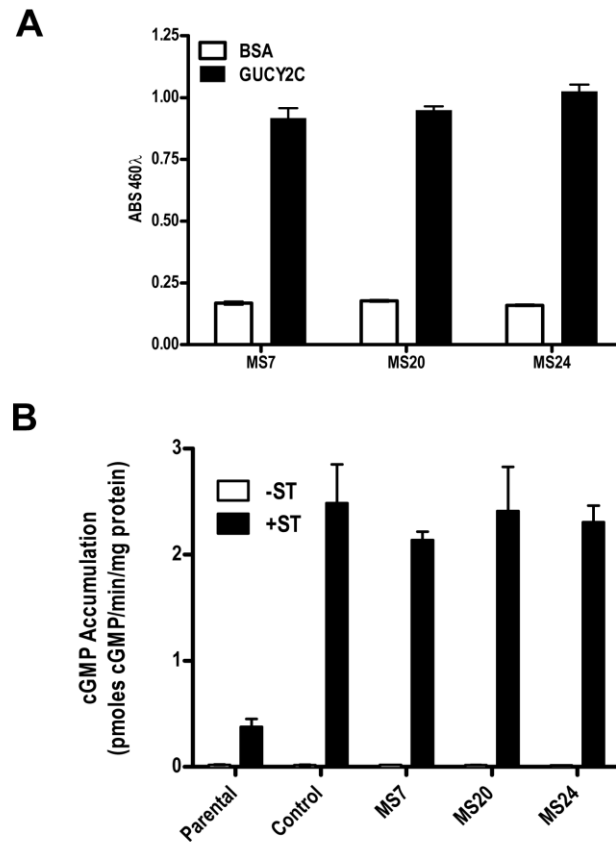 A
BSA
GUCY2C
1.25
1.00
0.75
0.50
0.25
0.00
ABS 460λ
MS7 MS20 MS24
B
-ST
+ST
3
2
1
0
cGMP Accumulation
(pmoles cGMP/min/mg protein)
Parental Control MS7 MS20 MS24